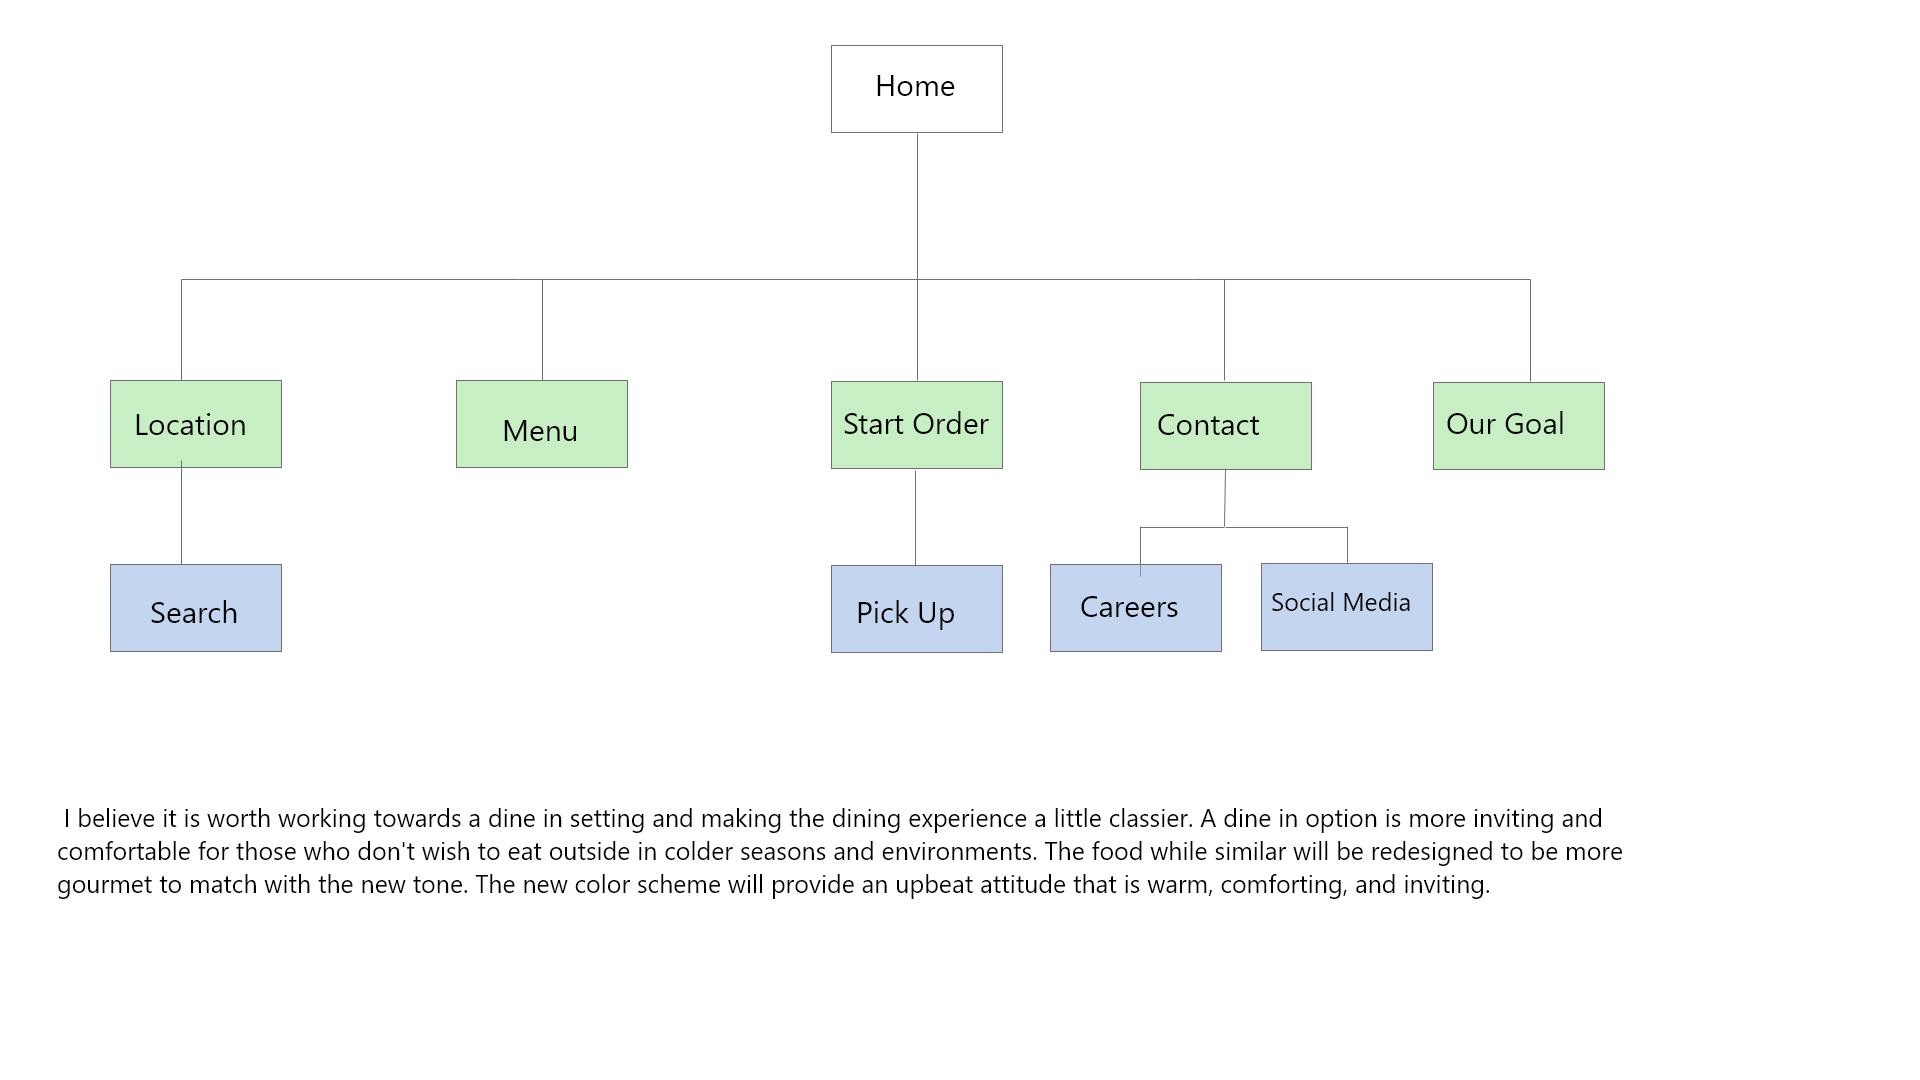 Home
Location
Menu
Start Order
Contact
Our Goal
Search
Pick Up
Careers
Social Media
I believe it is worth working towards a dine in setting and making the dining experience a little classier. A dine in option is more inviting and
comfortable for those who don't wish to eat outside in colder seasons and environments. The food while similar will be redesigned to be more
gourmet to match with the new tone. The new color scheme will provide an upbeat attitude that is warm, comforting, and inviting.